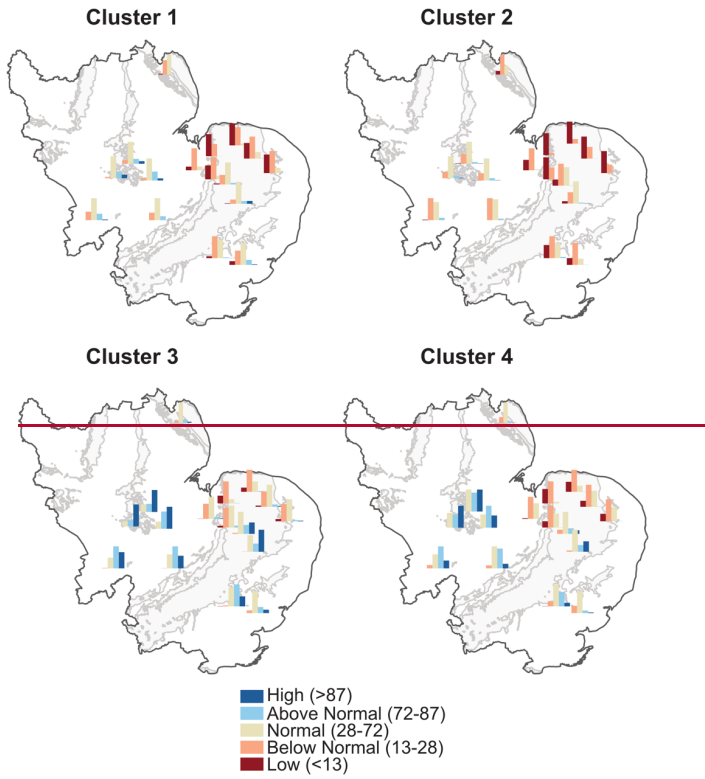 Cluster 1
Cluster 2
Cluster 3
Cluster 4
High (>87)
Above Normal (72-87)
Normal (28-72)
Below Normal (13-28)
Low (<13)